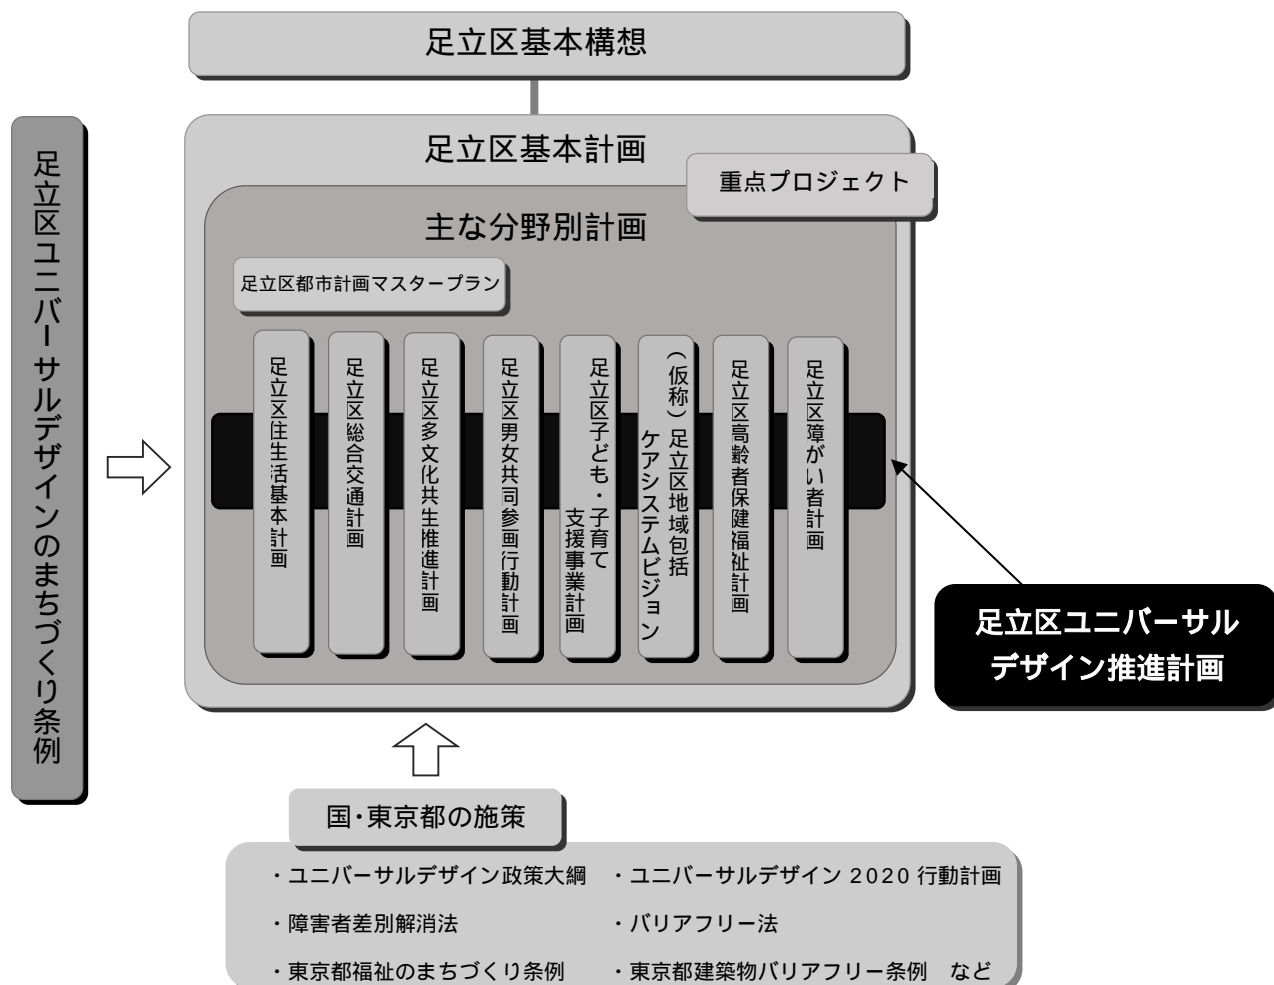 足立区基本構想
足立区ユニバーサルデザインのまちづくり条例
足立区基本計画
重点プロジェクト
主な分野別計画
足立区都市計画マスタープラン
足立区住生活基本計画
足立区総合交通計画
足立区多文化共生推進計画
足立区男女共同参画行動計画
足立区子ども・子育て
支援事業計画
（仮称）足立区地域包括
ケアシステムビジョン
足立区高齢者保健福祉計画
足立区障がい者計画
足立区ユニバーサル
デザイン推進計画
国・東京都の施策
・ユニバーサルデザイン政策大綱　・ユニバーサルデザイン 2020 行動計画
・障害者差別解消法　・バリアフリー法
・東京都福祉のまちづくり条例　・東京都建築物バリアフリー条例　など